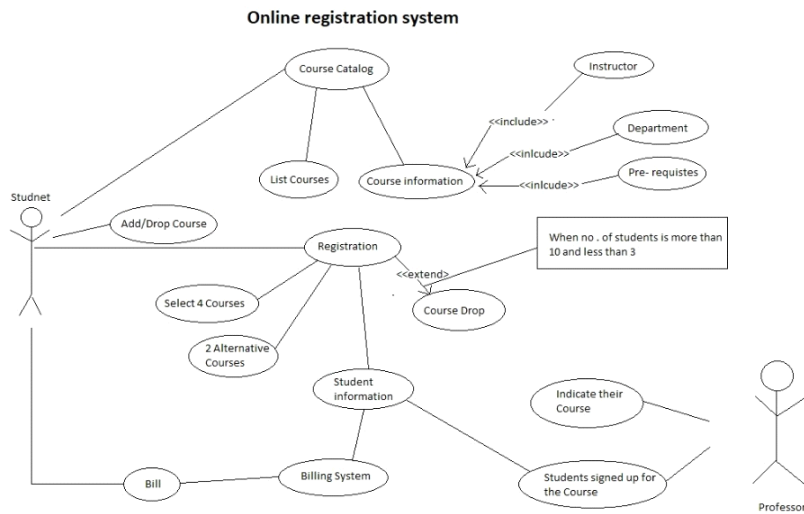 Online registration system
Course Catalog
Instructor
<<include>>
Department
<<inlcude>>
List Courses
Course information
Pre- requistes
<<inlcude>>
Studnet
Add/Drop Course
Registration
When no . of students is more than
10 and less than 3
<<extend>
Select 4 Courses
Course Drop
2 Alternative
Courses
Student
information
Indicate their
Course
Bill
Billing System
Students signed up for
the Course
Professor